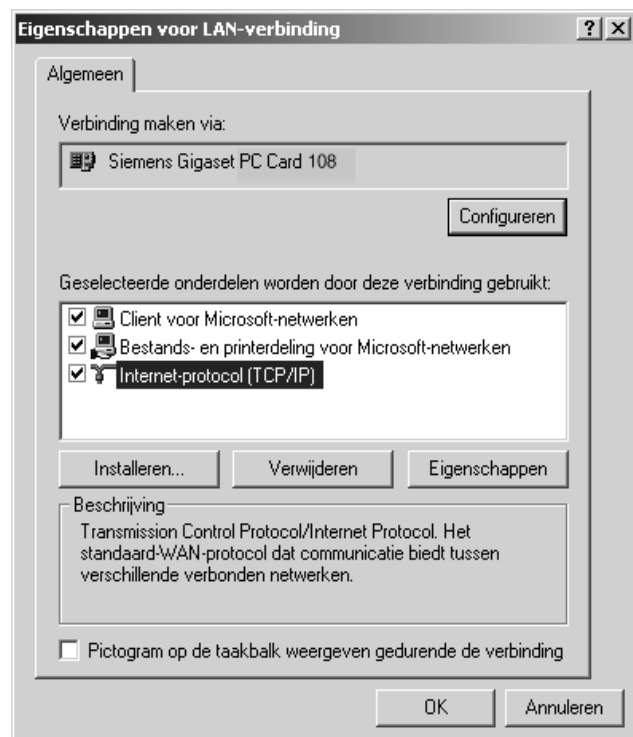 Eigenschappen voor LAN-verbinding
Algemeen
Verbinding maken via:
Siemens Gigaset PC Card 108
Configureren
Geselecteerde onderdelen worden door deze verbinding gebruikt:
Client voor Microsoft-netwerken
Bestands- en printerdeling voor Microsoft-netwerken
Internet-protocol (TCP/IP)
Installeren...
Verwijderen
Eigenschappen
Beschrijving
Transmission Control Protocol/Internet Protocol. Het
standaard-WAN-protocol dat communicatie biedt tussen
verschillende verbonden netwerken.
Pictogram op de taakbalk weergeven gedurende de verbinding
OK
Annuleren